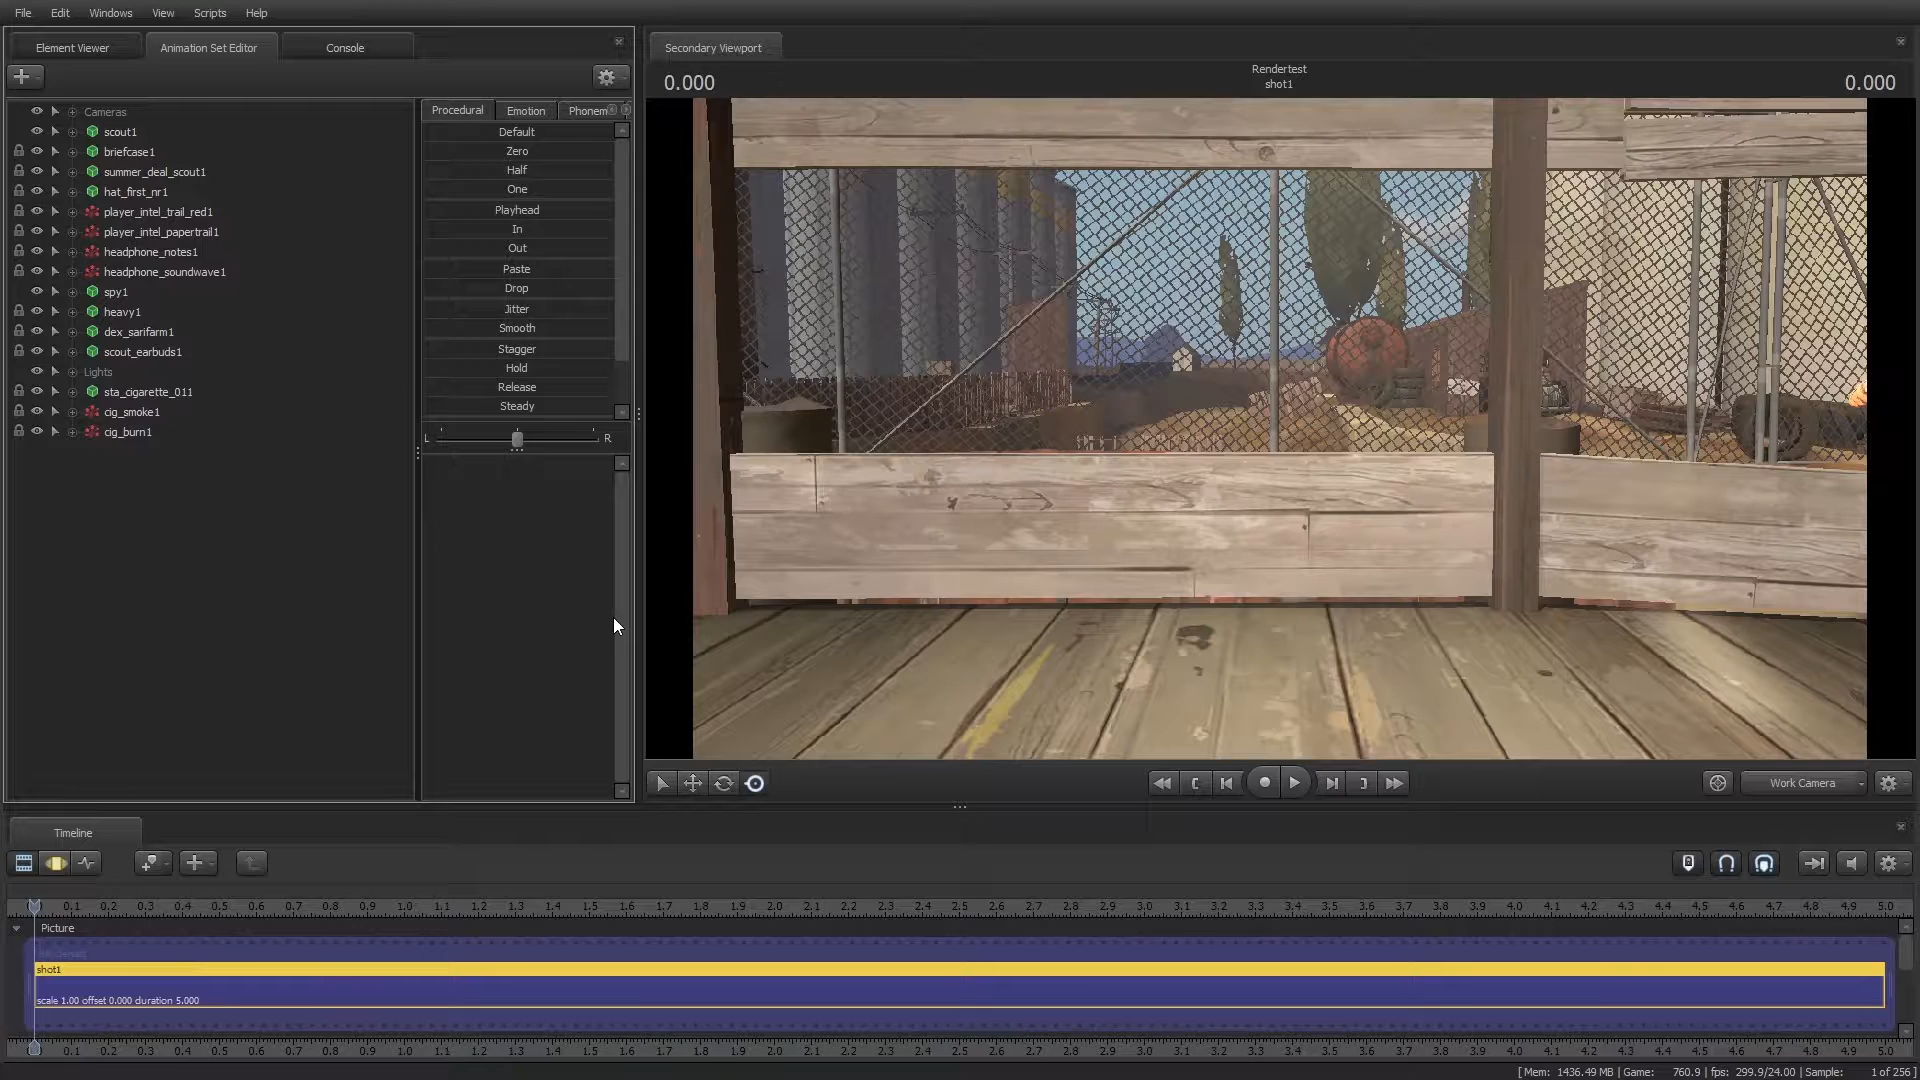 File Edit Windows View Scripts Help
Element Viewer Animation Set Editor Console
Secondary Viewport
0.000 Rendertest 0.000
shot1
Procedural Emotion Phonem
Cameras
scout1
briefcase1
summer_deal_scout1
hat_first_nr1
player_intel_trail_red1
player_intel_papertrail1
headphone_notes1
headphone_soundwave1
spy1
heavy1
dex_sarifarm1
scout_earbuds1
Lights
sta_cigarette_011
cig_smoke1
cig_burn1
Default
Zero
Half
One
Playhead
In
Out
Paste
Drop
Jitter
Smooth
Stagger
Hold
Release
Steady
L R
Work Camera
Timeline
0.1 0.2 0.3 0.4 0.5 0.6 0.7 0.8 0.9 1.0 1.1 1.2 1.3 1.4 1.5 1.6 1.7 1.8 1.9 2.0 2.1 2.2 2.3 2.4 2.5 2.6 2.7 2.8 2.9 3.0 3.1 3.2 3.3 3.4 3.5 3.6 3.7 3.8 3.9 4.0 4.1 4.2 4.3 4.4 4.5 4.6 4.7 4.8 4.9 5.0
Picture
shot1
scale 1.00 offset 0.000 duration 5.000
0.1 0.2 0.3 0.4 0.5 0.6 0.7 0.8 0.9 1.0 1.1 1.2 1.3 1.4 1.5 1.6 1.7 1.8 1.9 2.0 2.1 2.2 2.3 2.4 2.5 2.6 2.7 2.8 2.9 3.0 3.1 3.2 3.3 3.4 3.5 3.6 3.7 3.8 3.9 4.0 4.1 4.2 4.3 4.4 4.5 4.6 4.7 4.8 4.9 5.0
[ Mem: 1436.49 MB | Game: 760.9 | fps: 299.9/24.00 | Sample: 1 of 256 ]